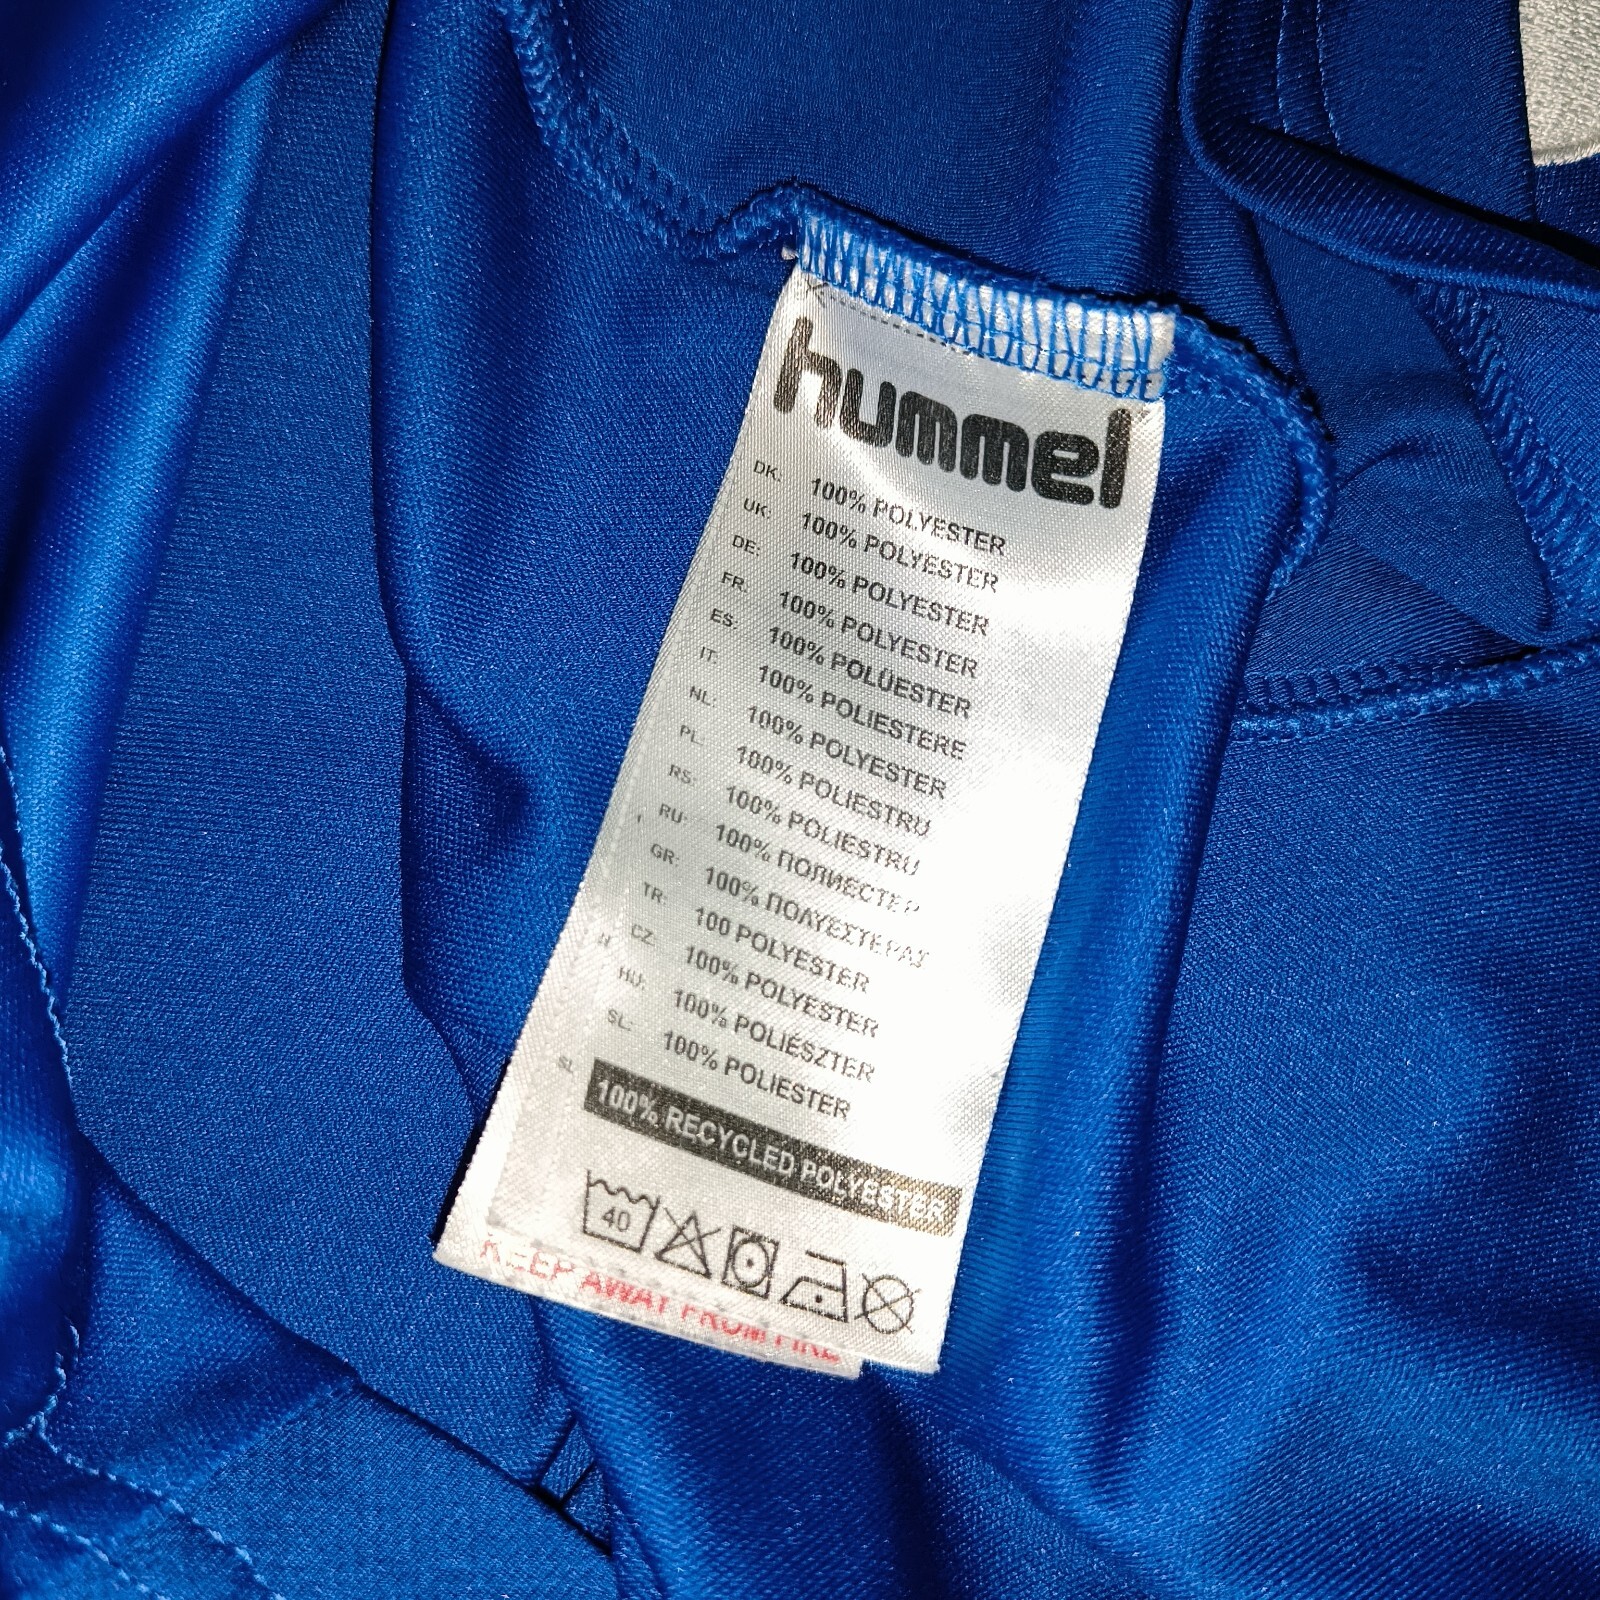 hummel
DK: 100% POLYESTER
UK: 100% POLYESTER
DE: 100% POLYESTER
FR: 100% POLYESTER
ES: 100% POLÜESTER
IT: 100% POLIESTERE
NL: 100% POLYESTER
PL: 100% POLIESTRU
RS: 100% POLIESTRU
RU: 100% ПОЛИЕСТЕР
GR: 100% ΠΟΛΥΕΣΤΕΡΑΣ
TR: 100 POLYESTER
CZ: 100% POLYESTER
HU: 100% POLIÉSZTER
SL: 100% POLIESTER
100% RECYCLED POLYESTER
40
KEEP AWAY FROM FIRE